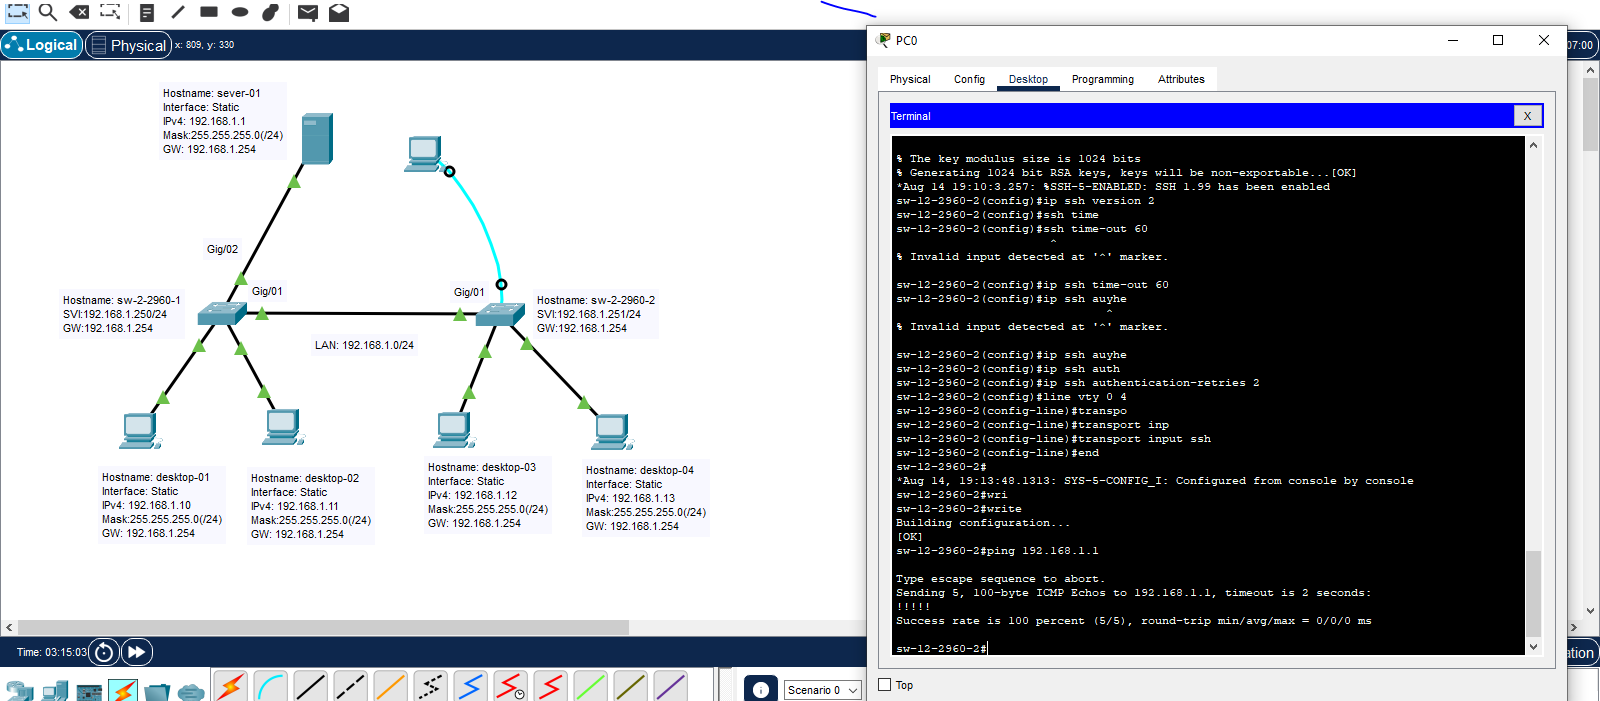 Logical
Physical
x: 809, y: 330
07:00
Hostname: sever-01
Interface: Static
IPv4: 192.168.1.1
Mask:255.255.255.0(/24)
GW: 192.168.1.254
Gig/02
Gig/01
Gig/01
Hostname: sw-2-2960-1
SVI:192.168.1.250/24
GW:192.168.1.254
Hostname: sw-2-2960-2
SVI:192.168.1.251/24
GW:192.168.1.254
LAN: 192.168.1.0/24
Hostname: desktop-01
Interface: Static
IPv4: 192.168.1.10
Mask:255.255.255.0(/24)
GW: 192.168.1.254
Hostname: desktop-02
Interface: Static
IPv4: 192.168.1.11
Mask:255.255.255.0(/24)
GW: 192.168.1.254
Hostname: desktop-03
Interface: Static
IPv4: 192.168.1.12
Mask:255.255.255.0(/24)
GW: 192.168.1.254
Hostname: desktop-04
Interface: Static
IPv4: 192.168.1.13
Mask:255.255.255.0(/24)
GW: 192.168.1.254
Time: 03:15:03
Scenario 0
ation
PC0
Physical Config Desktop Programming Attributes
Terminal
X
% The key modulus size is 1024 bits
% Generating 1024 bit RSA keys, keys will be non-exportable...[OK]
*Aug 14 19:10:3.257: %SSH-5-ENABLED: SSH 1.99 has been enabled
sw-12-2960-2(config)#ip ssh version 2
sw-12-2960-2(config)#ssh time
sw-12-2960-2(config)#ssh time-out 60
^
% Invalid input detected at '^' marker.
sw-12-2960-2(config)#ip ssh time-out 60
sw-12-2960-2(config)#ip ssh auyhe
^
% Invalid input detected at '^' marker.
sw-12-2960-2(config)#ip ssh auyhe
sw-12-2960-2(config)#ip ssh auth
sw-12-2960-2(config)#ip ssh authentication-retries 2
sw-12-2960-2(config)#line vty 0 4
sw-12-2960-2(config-line)#transpo
sw-12-2960-2(config-line)#transport inp
sw-12-2960-2(config-line)#transport input ssh
sw-12-2960-2(config-line)#end
sw-12-2960-2#
*Aug 14, 19:13:48.1313: SYS-5-CONFIG_I: Configured from console by console
sw-12-2960-2#wri
sw-12-2960-2#write
Building configuration...
[OK]
sw-12-2960-2#ping 192.168.1.1
Type escape sequence to abort.
Sending 5, 100-byte ICMP Echos to 192.168.1.1, timeout is 2 seconds:
!!!!!
Success rate is 100 percent (5/5), round-trip min/avg/max = 0/0/0 ms
sw-12-2960-2#
Top